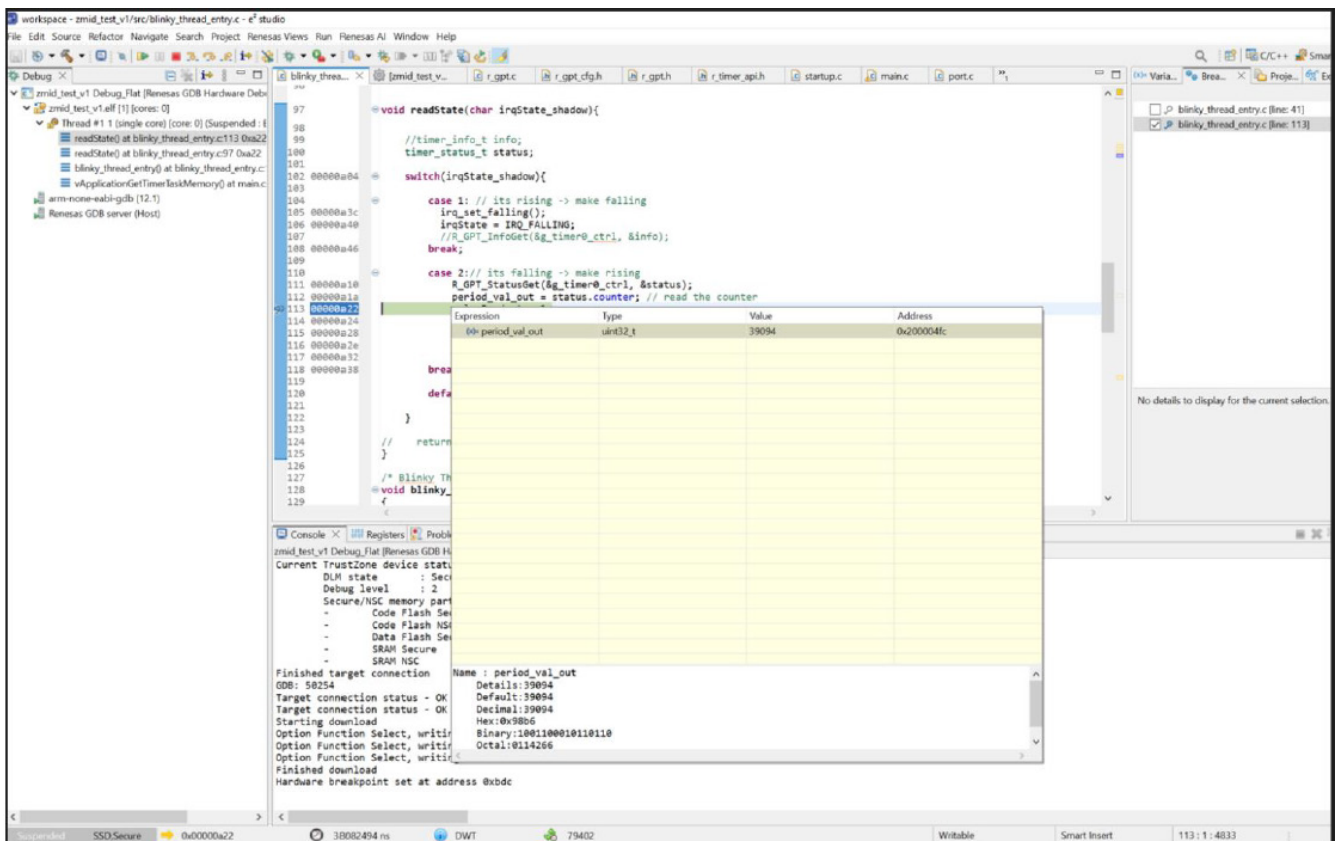 workspace - zmid_test_v1/src/blinky_thread_entry.c - e² studio
File Edit Source Refactor Navigate Search Project Renesas Views Run Renesas AI Window Help
C/C++ Smar
Debug
zmid_test_v1 Debug_Flat [Renesas GDB Hardware Debu
zmid_test_v1.elf [1] [cores: 0]
Thread #1 1 (single core) [core: 0] (Suspended : B
readState() at blinky_thread_entry.c:113 0xa22
readState() at blinky_thread_entry.c:97 0xa22
blinky_thread_entry() at blinky_thread_entry.c:
vApplicationGetTimerTaskMemory() at main.c
arm-none-eabi-gdb (12.1)
Renesas GDB server (Host)
blinky_threa... [zmid_test_v... r_gpt.c r_gpt_cfg.h r_gpt.h r_timer_api.h startup.c main.c port.c
97 void readState(char irqState_shadow){
98
99 //timer_info_t info;
100 timer_status_t status;
101
102 00000a04 switch(irqState_shadow){
103
104 case 1: // its rising -> make falling
105 00000a3c irq_set_falling();
106 00000a40 irqState = IRQ_FALLING;
107 //R_GPT_InfoGet(&g_timer0_ctrl, &info);
108 00000a46 break;
109
110 case 2:// its falling -> make rising
111 00000a10 R_GPT_StatusGet(&g_timer0_ctrl, &status);
112 00000a1a period_val_out = status.counter; // read the counter
113 00000a22
114 00000a24
115 00000a28
116 00000a2e
117 00000a32
118 00000a38 brea
119
120 defa
121
122 }
123
124 // return
125 }
126
127 /* Blinky Th
128 void blinky_
129 {
Expression Type Value Address
period_val_out uint32_t 39094 0x200004fc
Name : period_val_out
Details:39094
Default:39094
Decimal:39094
Hex:0x98b6
Binary:1001100010110110
Octal:0114266
Varia... Brea... Proje... Ex
blinky_thread_entry.c [line: 41]
blinky_thread_entry.c [line: 113]
No details to display for the current selection.
Console Registers Probl
zmid_test_v1 Debug_Flat [Renesas GDB H
Current TrustZone device statu
DLM state : Sec
Debug level : 2
Secure/NSC memory part
- Code Flash Se
- Code Flash NS
- Data Flash Se
- SRAM Secure
- SRAM NSC
Finished target connection
GDB: 50254
Target connection status - OK
Target connection status - OK
Starting download
Option Function Select, writin
Option Function Select, writin
Option Function Select, writin
Finished download
Hardware breakpoint set at address 0xbdc
Suspended SSD:Secure 0x00000a22 38082494 ns DWT 79402 Writable Smart Insert 113 : 1 : 4833